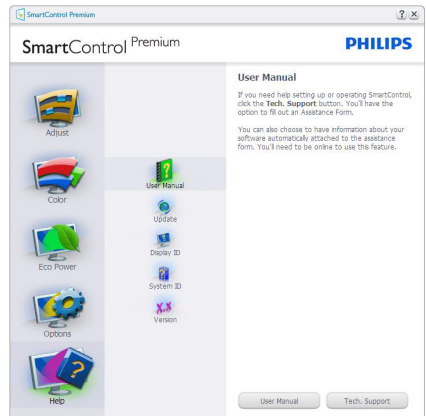 SmartControl Premium
SmartControl Premium
PHILIPS
Adjust
Color
Eco Power
Options
Help
User Manual
Update
Display ID
System ID
X.X
Version
User Manual
If you need help setting up or operating SmartControl,
click the Tech. Support button. You'll have the
option to fill out an Assistance Form.
You can also choose to have information about your
software automatically attached to the assistance
form. You'll need to be online to use this feature.
User Manual
Tech. Support